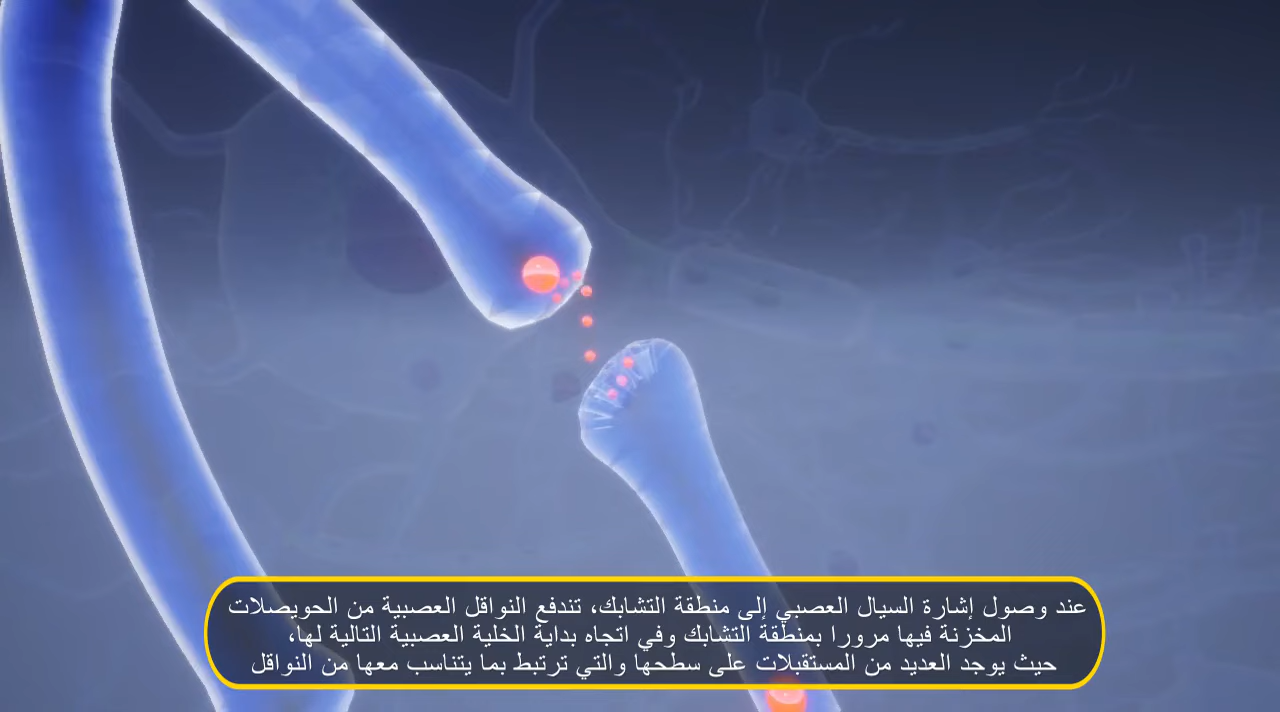 عند وصول إشارة السيال العصبي إلى منطقة التشابك، تندفع النواقل العصبية من الحويصلات
المخزنة فيها مرورا بمنطقة التشابك وفي اتجاه بداية الخلية العصبية التالية لها،
حيث يوجد العديد من المستقبلات على سطحها والتي ترتبط بما يتناسب معها من النواقل